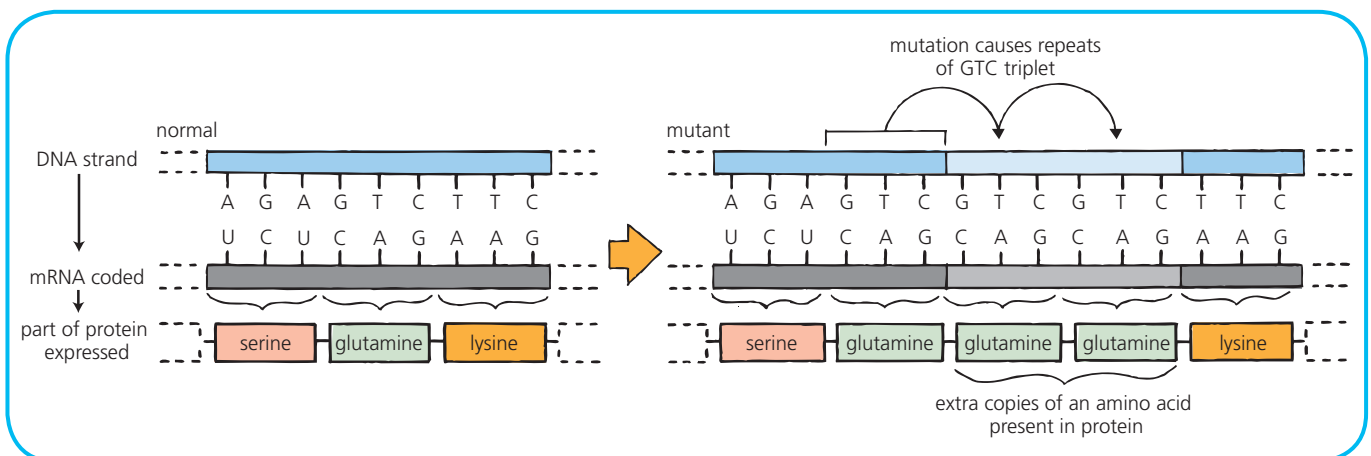 mutation causes repeats
of GTC triplet
normal
mutant
DNA strand
A G A G T C T T C
A G A G T C G T C G T C T T C
U C U C A G A A G
U C U C A G C A G C A G A A G
mRNA coded
part of protein
expressed
serine glutamine lysine
serine glutamine glutamine glutamine lysine
extra copies of an amino acid
present in protein